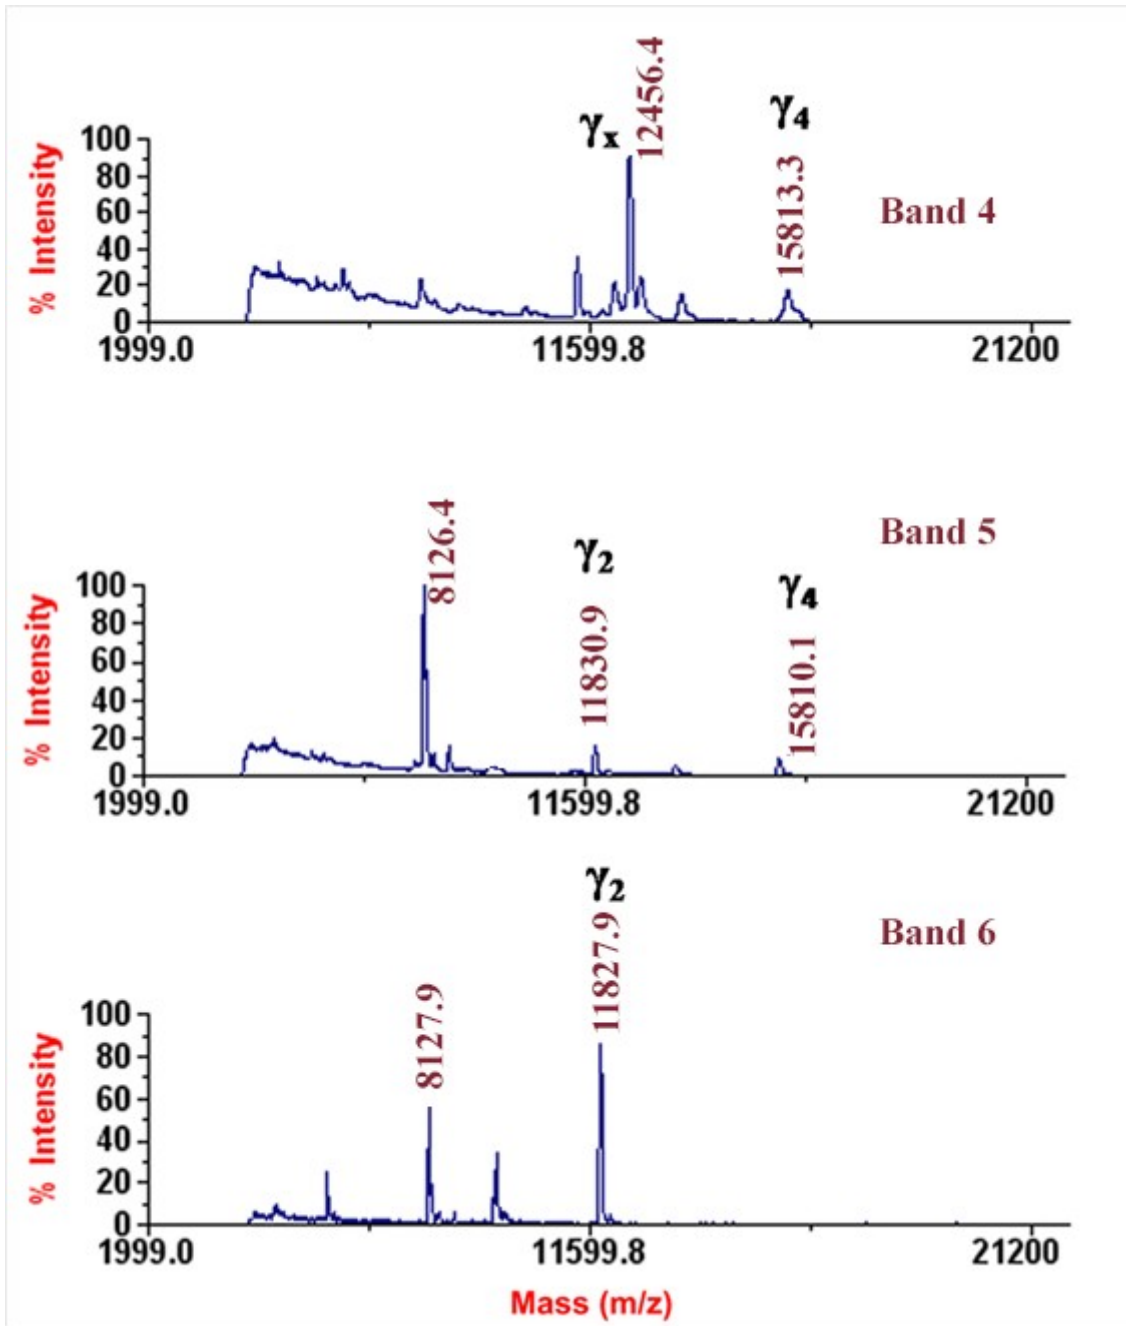 γx
12456.4
γ4
15813.3
Band 4
% Intensity
100
80
60
40
20
0
1999.0
11599.8
21200
Band 5
8126.4
γ2
11830.9
γ4
15810.1
% Intensity
100
80
60
40
20
0
1999.0
11599.8
21200
γ2
Band 6
8127.9
11827.9
% Intensity
100
80
60
40
20
0
1999.0
11599.8
21200
Mass (m/z)